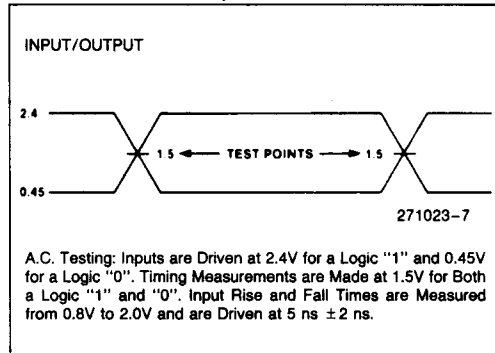 INPUT/OUTPUT
2.4
1.5 TEST POINTS 1.5
0.45
271023-7
A.C. Testing: Inputs are Driven at 2.4V for a Logic "1" and 0.45V
for a Logic "0". Timing Measurements are Made at 1.5V for Both
a Logic "1" and "0". Input Rise and Fall Times are Measured
from 0.8V to 2.0V and are Driven at 5 ns ±2 ns.